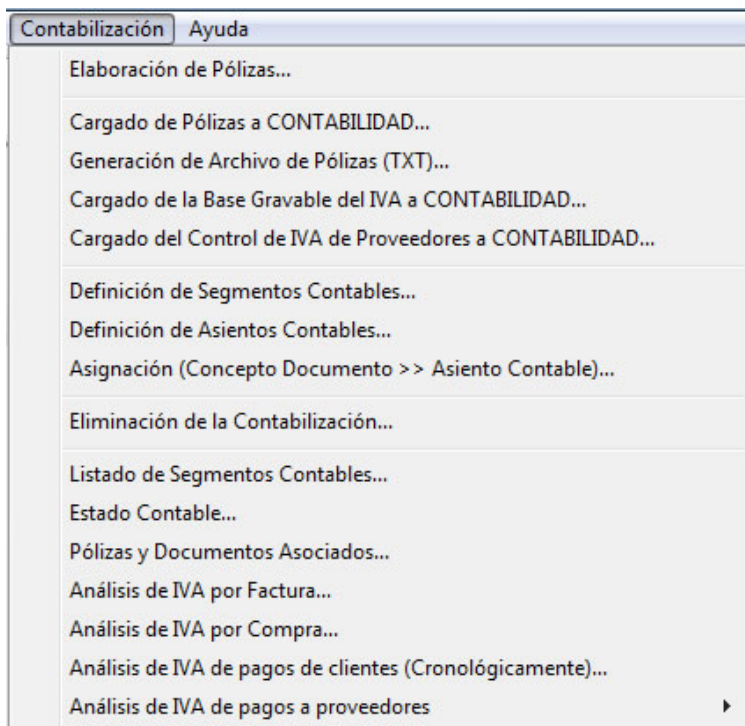 Contabilización Ayuda
Elaboración de Pólizas...
Cargado de Pólizas a CONTABILIDAD...
Generación de Archivo de Pólizas (TXT)...
Cargado de la Base Gravable del IVA a CONTABILIDAD...
Cargado del Control de IVA de Proveedores a CONTABILIDAD...
Definición de Segmentos Contables...
Definición de Asientos Contables...
Asignación (Concepto Documento >> Asiento Contable)...
Eliminación de la Contabilización...
Listado de Segmentos Contables...
Estado Contable...
Pólizas y Documentos Asociados...
Análisis de IVA por Factura...
Análisis de IVA por Compra...
Análisis de IVA de pagos de clientes (Cronológicamente)...
Análisis de IVA de pagos a proveedores